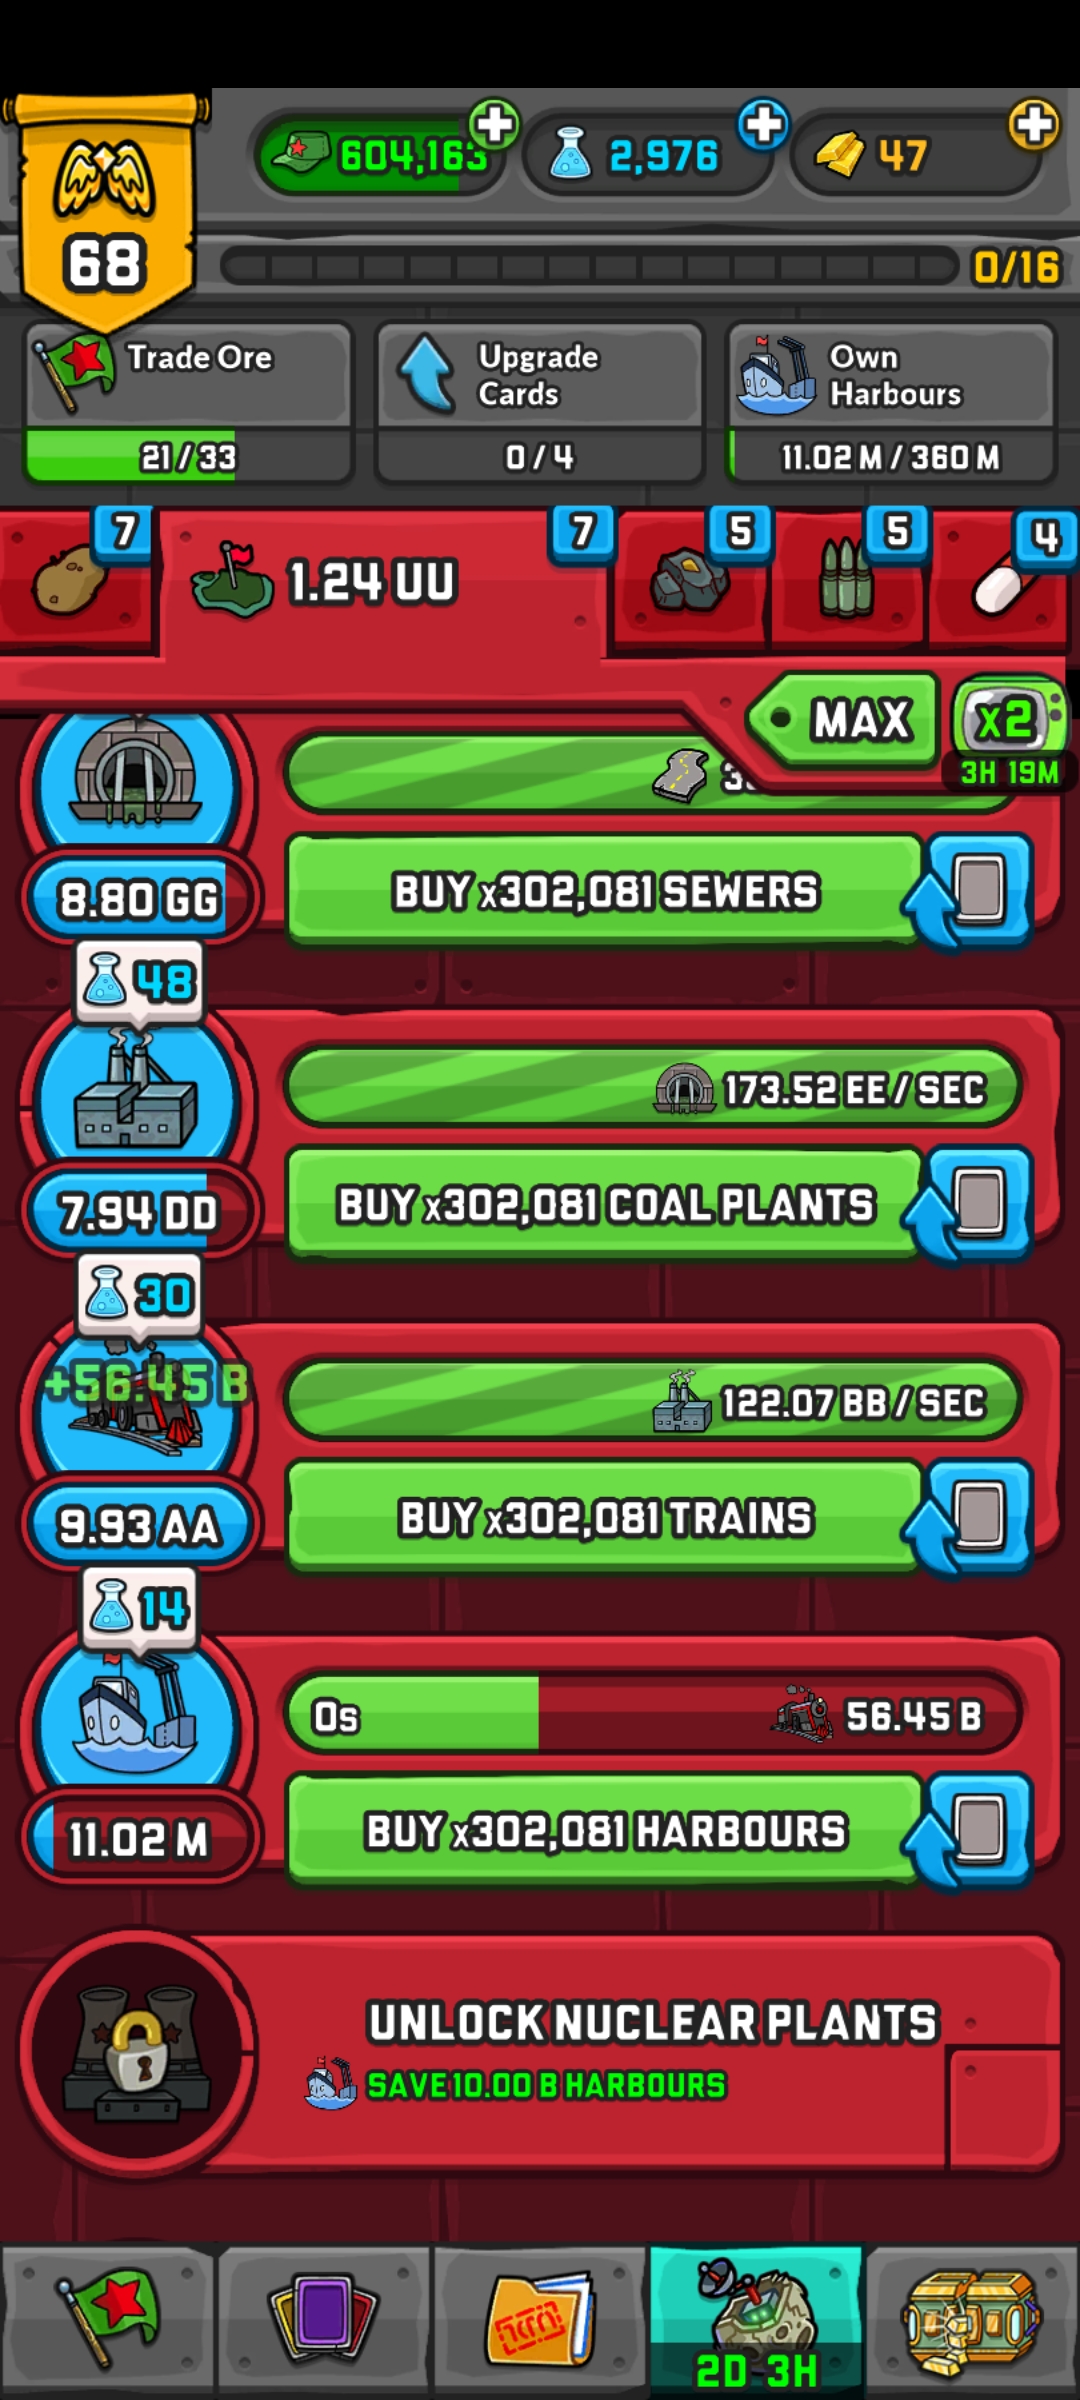 604,163
2,976
47
68
0/16
Trade Ore
21/33
Upgrade
Cards
0/4
Own
Harbours
11.02 M / 360 M
7
1.24 UU
7
5
5
4
MAX
x2
3H 19M
8.80 GG
BUY x302,081 SEWERS
48
173.52 EE / SEC
7.94 DD
BUY x302,081 COAL PLANTS
30
+56.45 B
122.07 BB / SEC
9.93 AA
BUY x302,081 TRAINS
14
0s
56.45 B
11.02 M
BUY x302,081 HARBOURS
UNLOCK NUCLEAR PLANTS
SAVE 10.00 B HARBOURS
2D 3H